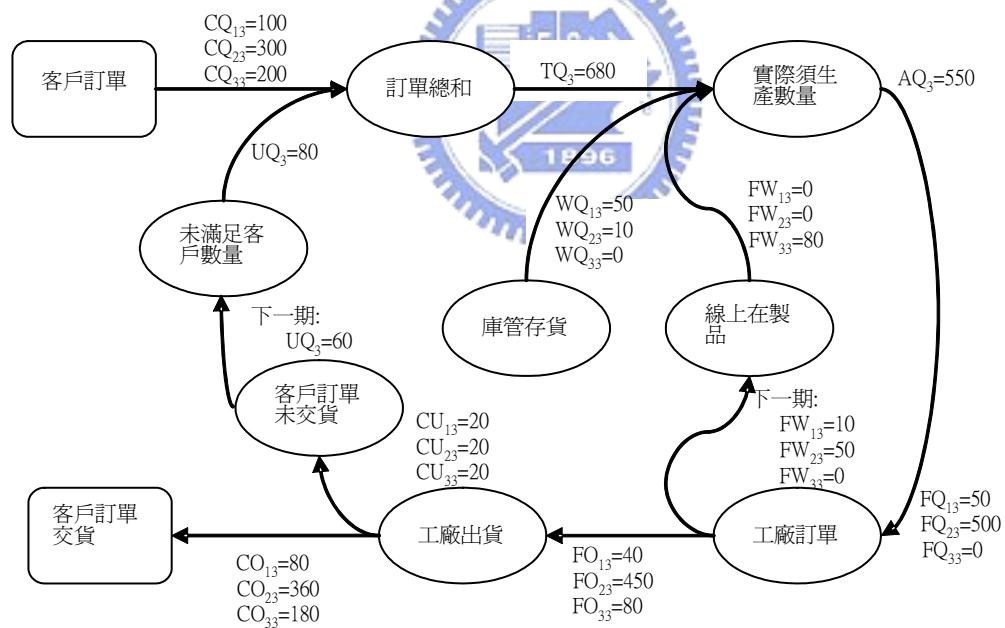 客戶訂單
CQ₁₃=100
CQ₂₃=300
CQ₃₃=200
訂單總和
TQ₃=680
實際須生
產數量
AQ₃=550
UQ₃=80
1896
WQ₁₃=50
WQ₂₃=10
WQ₃₃=0
FW₁₃=0
FW₂₃=0
FW₃₃=80
未滿足客
戶數量
下一期:
UQ₃=60
庫管存貨
線上在製
品
客戶訂單
未交貨
CU₁₃=20
CU₂₃=20
CU₃₃=20
下一期:
FW₁₃=10
FW₂₃=50
FW₃₃=0
客戶訂單
交貨
工廠出貨
工廠訂單
FQ₁₃=50
FQ₂₃=500
FQ₃₃=0
CO₁₃=80
CO₂₃=360
CO₃₃=180
FO₁₃=40
FO₂₃=450
FO₃₃=80